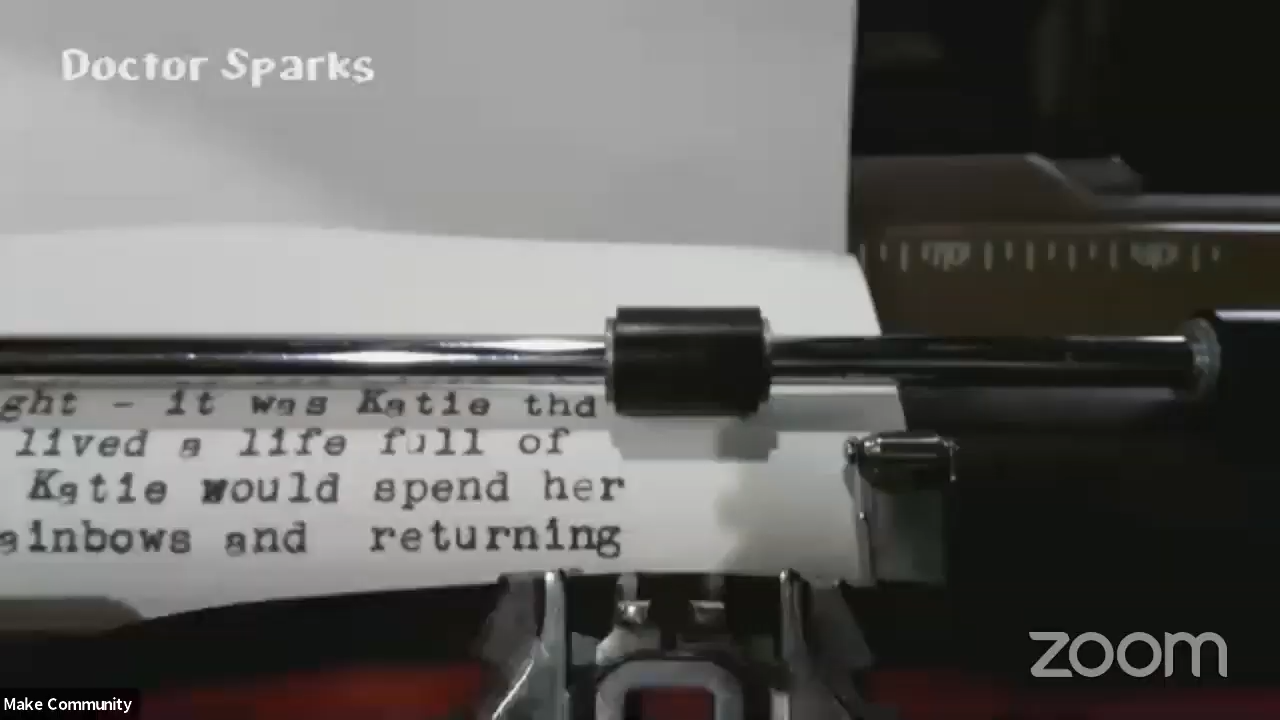 Doctor Sparks
ght - it was Katie thd
lived a life full of
Katie would spend her
ainbows and returning
zoom
Make Community